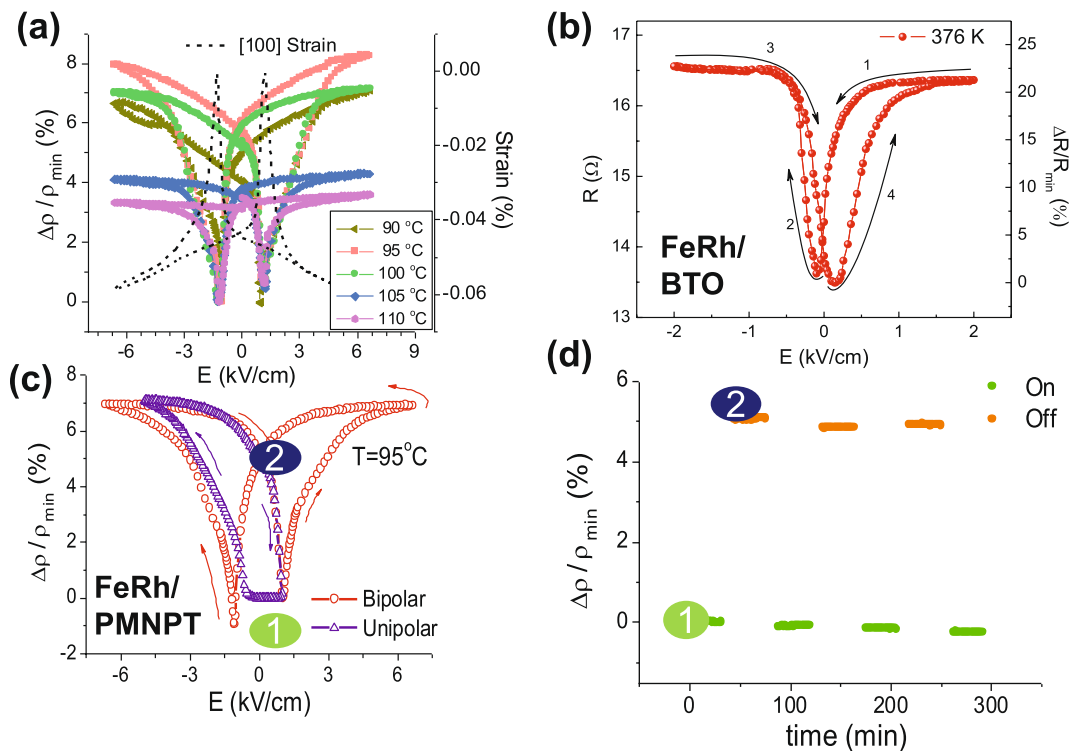 (a)
[100] Strain
Δρ / ρ min (%)
8
6
4
2
0
0.00
-0.02
-0.04
-0.06
Strain (%)
90 °C
95 °C
100 °C
105 °C
110 °C
-6
-3
0
3
6
9
E (kV/cm)
(b)
376 K
3
1
2
4
R (Ω)
17
16
15
14
13
25
20
15
10
5
0
ΔR/R min (%)
FeRh/
BTO
-2
-1
0
1
2
E (kV/cm)
(c)
Δρ / ρ min (%)
8
6
4
2
0
-2
2
T=95°C
FeRh/
PMNPT
1
Bipolar
Unipolar
-6
-3
0
3
6
E (kV/cm)
(d)
Δρ / ρ min (%)
6
4
2
0
2
On
Off
1
0
100
200
300
time (min)